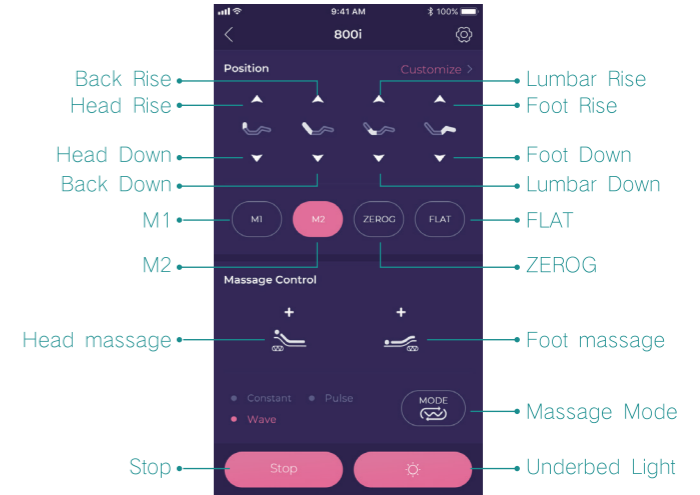 9:41 AM 100%
800i
Position Customize >
Back Rise Lumbar Rise
Head Rise Foot Rise
Head Down Foot Down
Back Down Lumbar Down
M1 M1 M2 ZEROG FLAT FLAT
M2 ZEROG
Massage Control
+ +
Head massage Foot massage
Constant Pulse
MODE
Wave
Massage Mode
Stop Stop Underbed Light